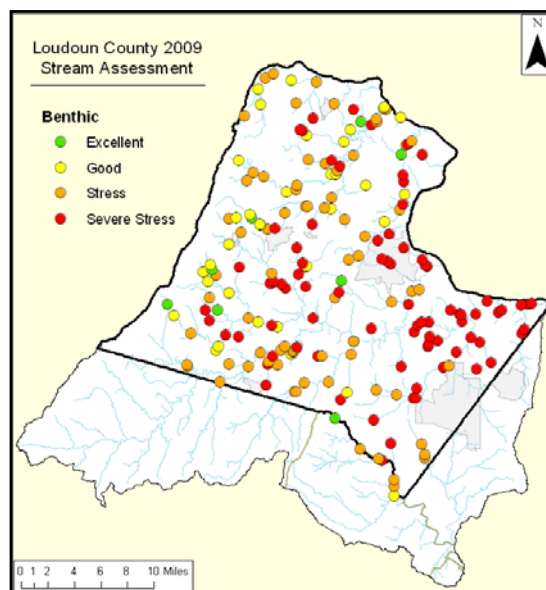 Loudoun County 2009
Stream Assessment
N
Benthic
Excellent
Good
Stress
Severe Stress
0 1 2 4 6 8 10 Miles